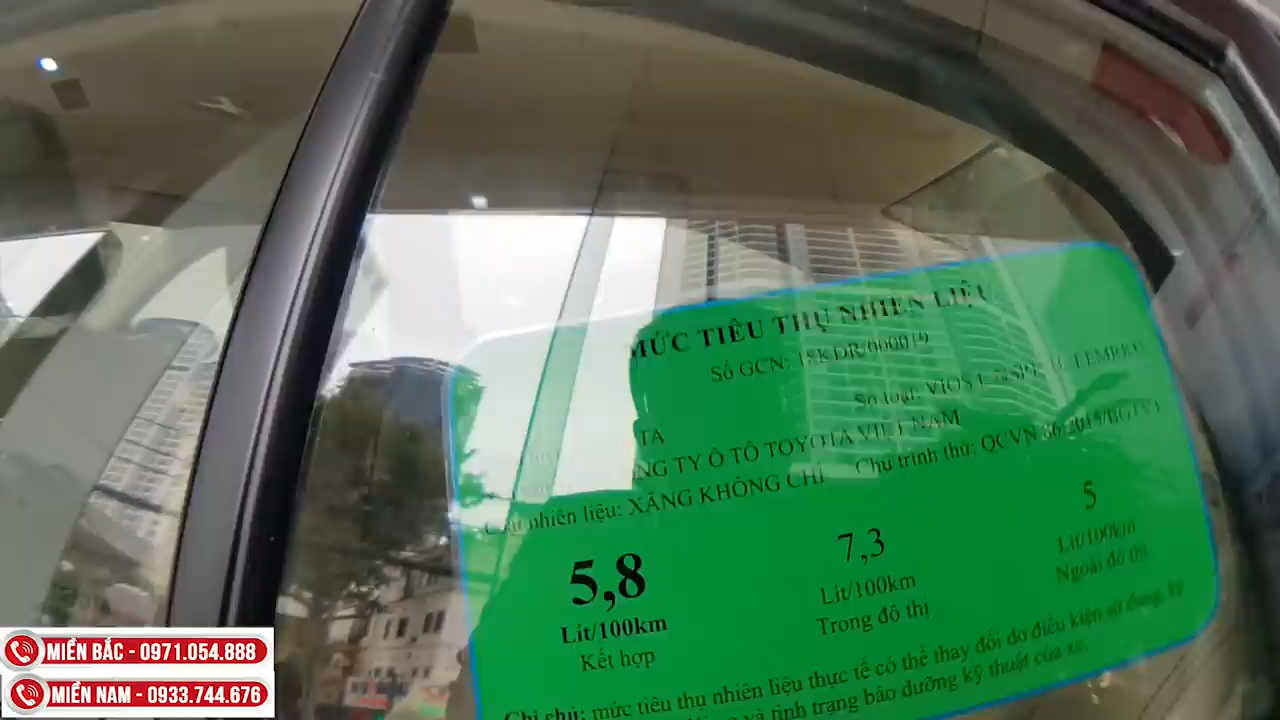 MỨC TIÊU THỤ NHIÊN LIỆU
Số GCN:
Số loại: VIOS
TA
NG TY Ô TÔ TOYOTA VIỆT NAM
nhiên liệu: XĂNG KHÔNG CHÌ Chu trình thử: QCVN
5,8 7,3 5
Lít/100km Lít/100km Lít/100km
Kết hợp Trong đô thị Ngoài đô thị
Ghi chú: mức tiêu thụ nhiên liệu thực tế có thể thay đổi do điều kiện sử dụng, kỹ
và tình trạng bảo dưỡng kỹ thuật của xe.
MIỀN BẮC - 0971.054.888
MIỀN NAM - 0933.744.676